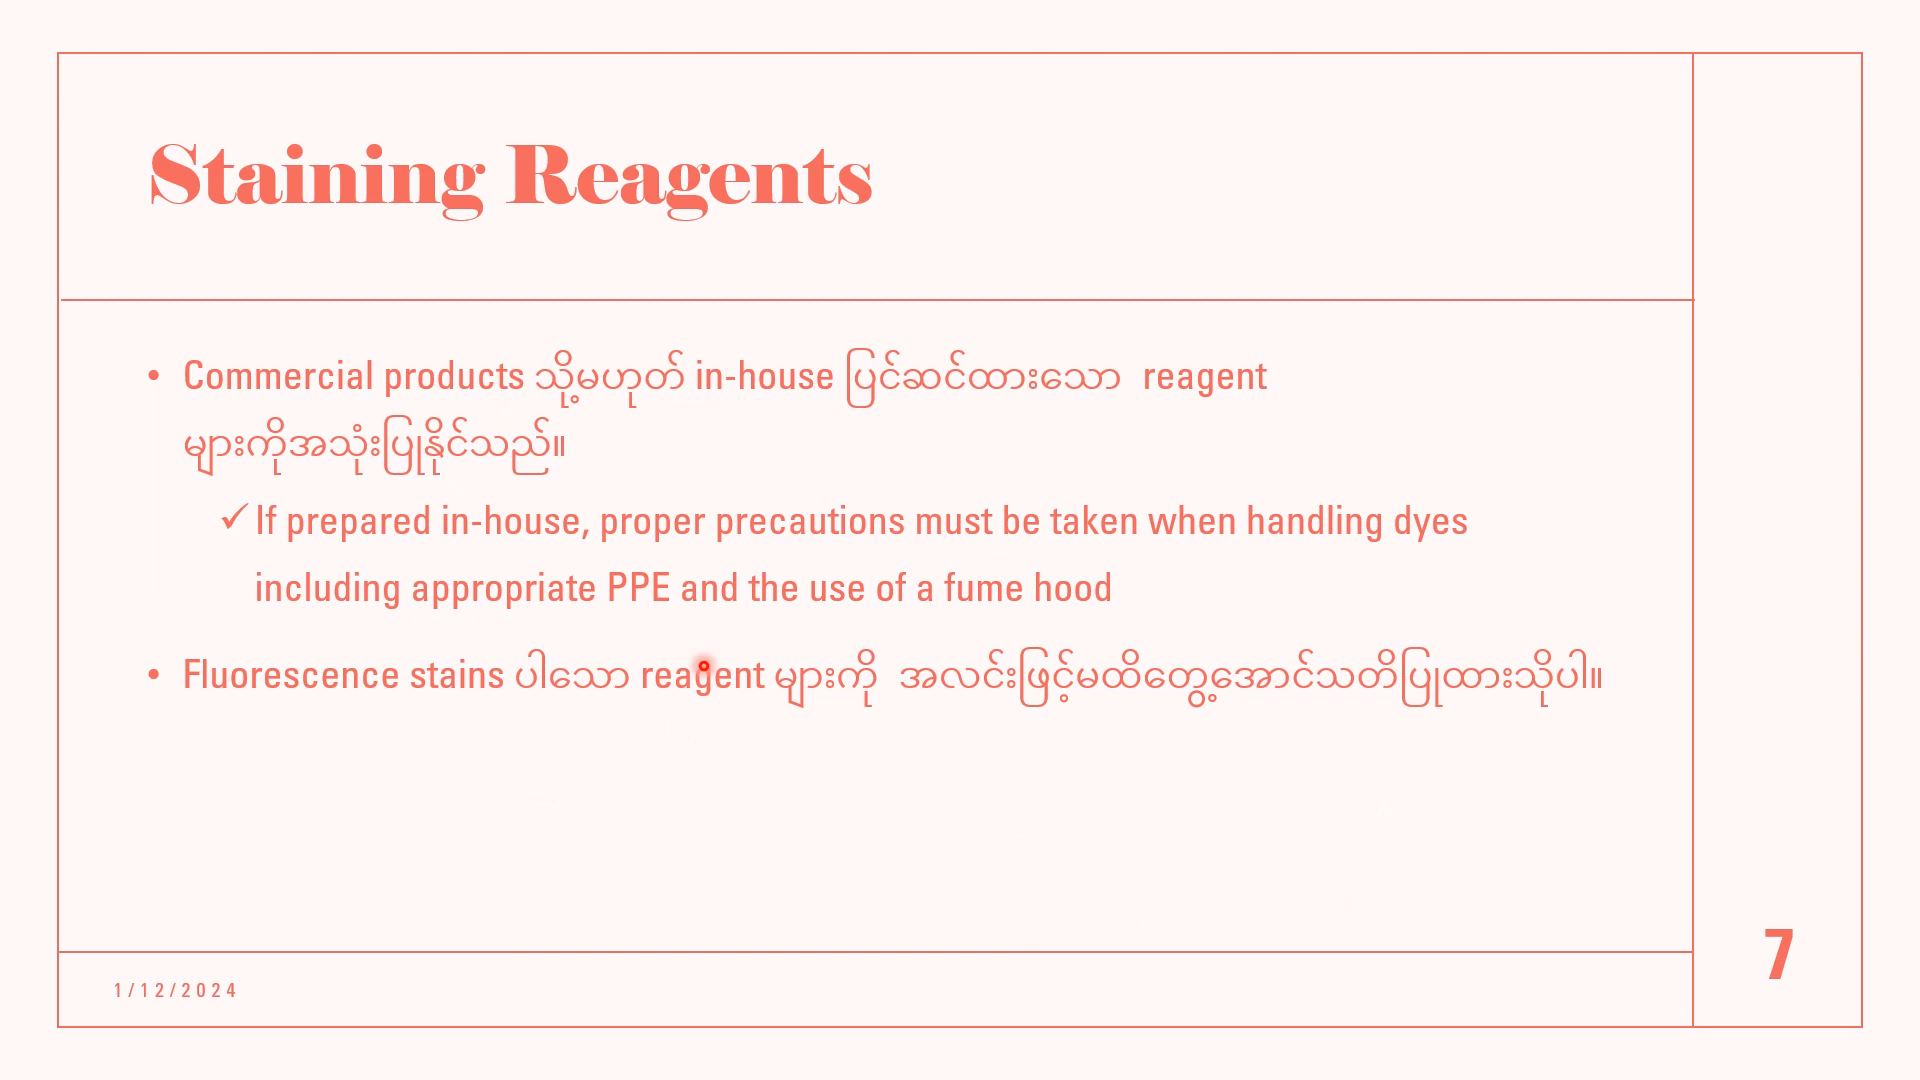 Staining Reagents
• Commercial products သို့မဟုတ် in-house ပြင်ဆင်ထားသော reagent
များကိုအသုံးပြုနိုင်သည်။
✓ If prepared in-house, proper precautions must be taken when handling dyes
including appropriate PPE and the use of a fume hood
• Fluorescence stains ပါသော reagent များကို အလင်းဖြင့်မထိတွေ့အောင်သတိပြုထားသိုပါ။
7
1/12/2024